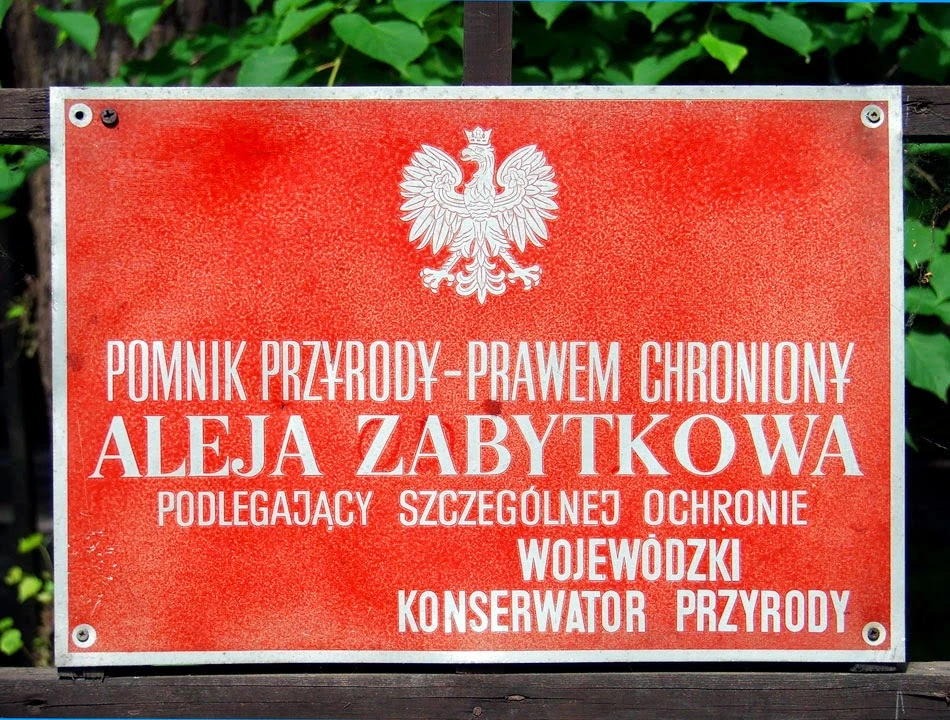 POMNIK PRZYRODY-PRAWEM CHRONIONY
ALEJA ZABYTKOWA
PODLEGAJĄCY SZCZEGÓLNEJ OCHRONIE
WOJEWÓDZKI
KONSERWATOR PRZYRODY